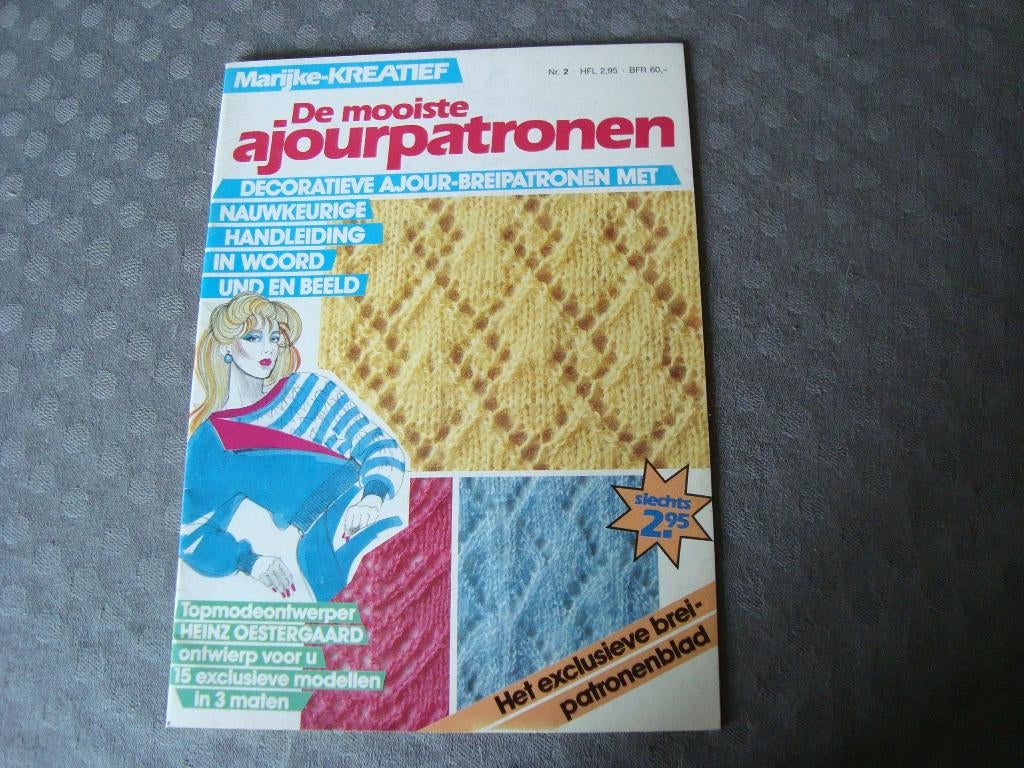 Marijke-KREATIEF
Nr. 2 · HFL 2,95 · BFR 60,-
De mooiste
ajourpatronen
DECORATIEVE AJOUR-BREIPATRONEN MET
NAUWKEURIGE
HANDLEIDING
IN WOORD
UND EN BEELD
slechts
2.95
Topmodeontwerper
HEINZ OESTERGAARD
ontwierp voor u
15 exclusieve modellen
in 3 maten
Het exclusieve brei-
patronenblad